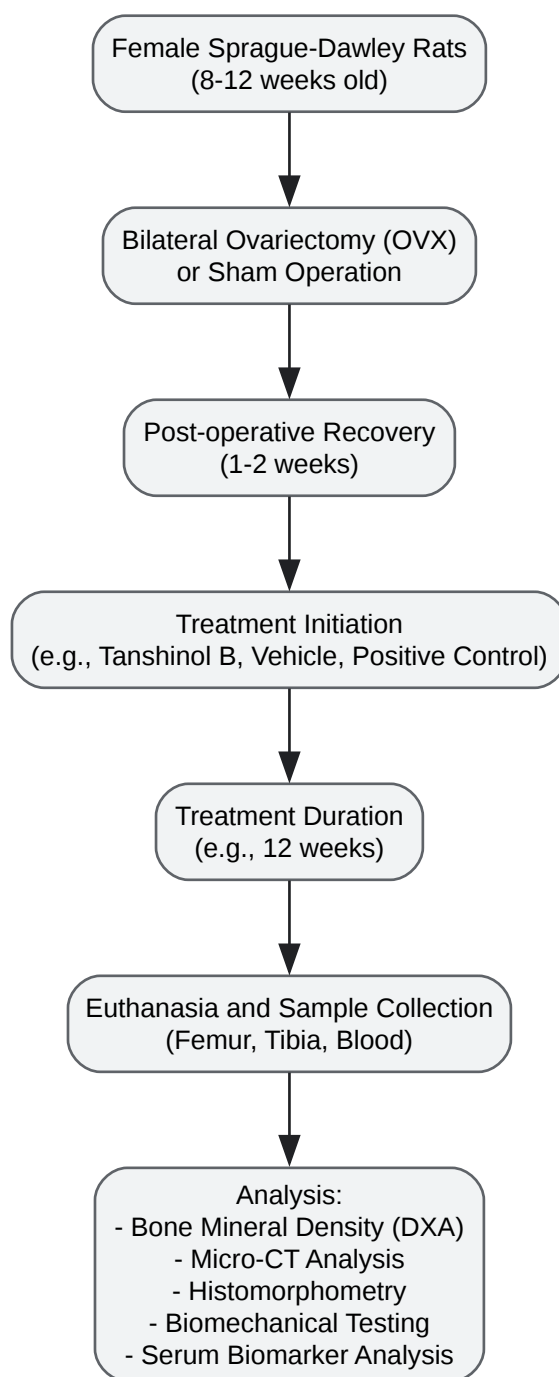 Female Sprague-Dawley Rats
(8-12 weeks old)
Bilateral Ovariectomy (OVX)
or Sham Operation
Post-operative Recovery
(1-2 weeks)
Treatment Initiation
(e.g., Tanshinol B, Vehicle, Positive Control)
Treatment Duration
(e.g., 12 weeks)
Euthanasia and Sample Collection
(Femur, Tibia, Blood)
Analysis:
- Bone Mineral Density (DXA)
- Micro-CT Analysis
- Histomorphometry
- Biomechanical Testing
- Serum Biomarker Analysis